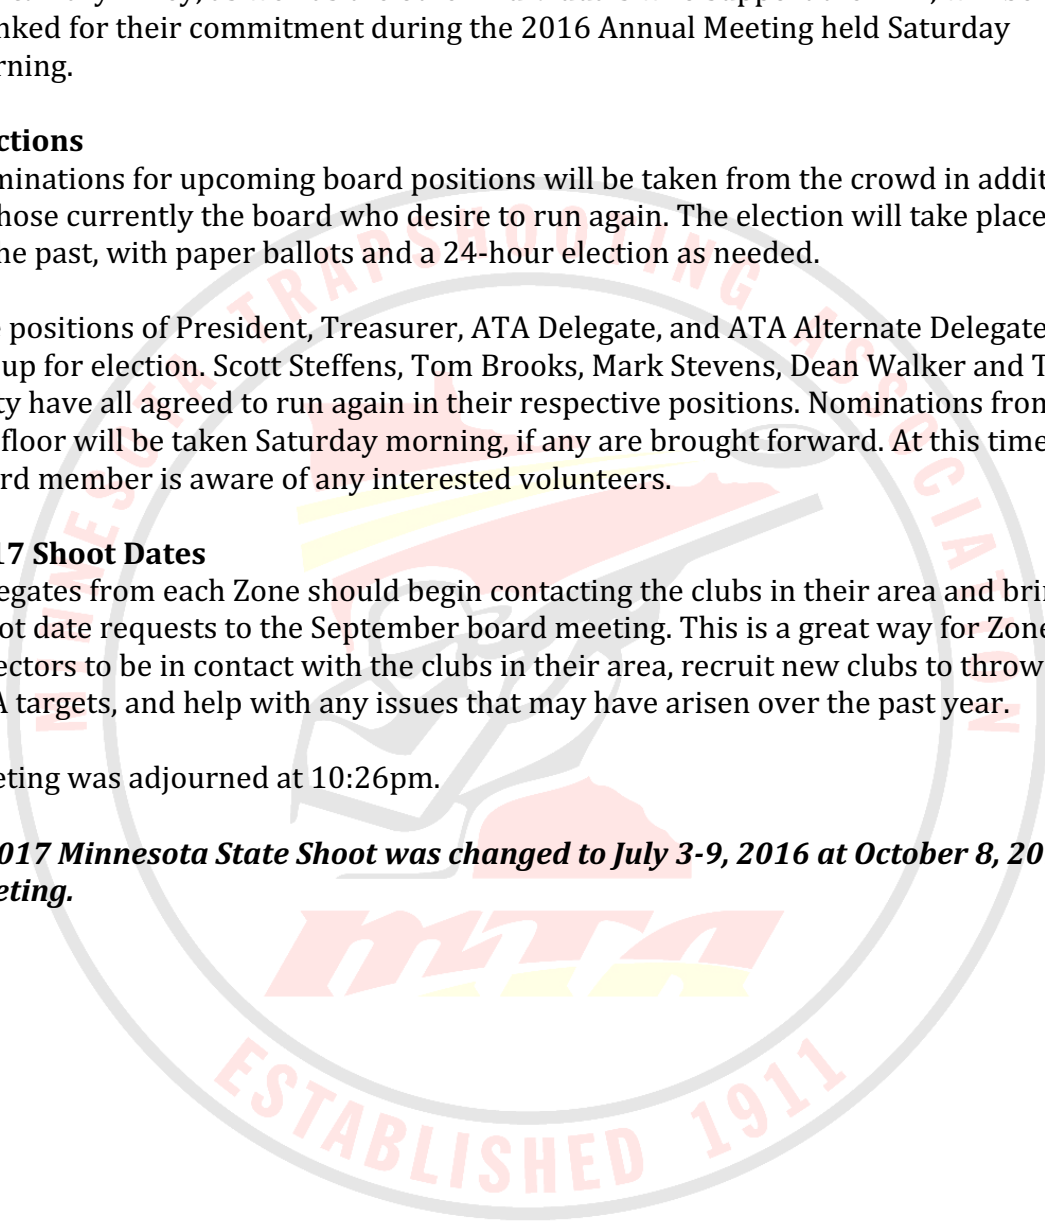 nked for their commitment during the 2016 Annual Meeting held Saturday
rning.
ctions
minations for upcoming board positions will be taken from the crowd in addit
hose currently the board who desire to run again. The election will take place
he past, with paper ballots and a 24-hour election as needed.
e positions of President, Treasurer, ATA Delegate, and ATA Alternate Delegate
up for election. Scott Steffens, Tom Brooks, Mark Stevens, Dean Walker and T
ty have all agreed to run again in their respective positions. Nominations from
floor will be taken Saturday morning, if any are brought forward. At this time
rd member is aware of any interested volunteers.
17 Shoot Dates
egates from each Zone should begin contacting the clubs in their area and brin
ot date requests to the September board meeting. This is a great way for Zone
ectors to be in contact with the clubs in their area, recruit new clubs to throw
A targets, and help with any issues that may have arisen over the past year.
eting was adjourned at 10:26pm.
017 Minnesota State Shoot was changed to July 3-9, 2016 at October 8, 20
eting.
MINNESOTA TRAPSHOOTING ASSOCIATION
mTA
ESTABLISHED 1911